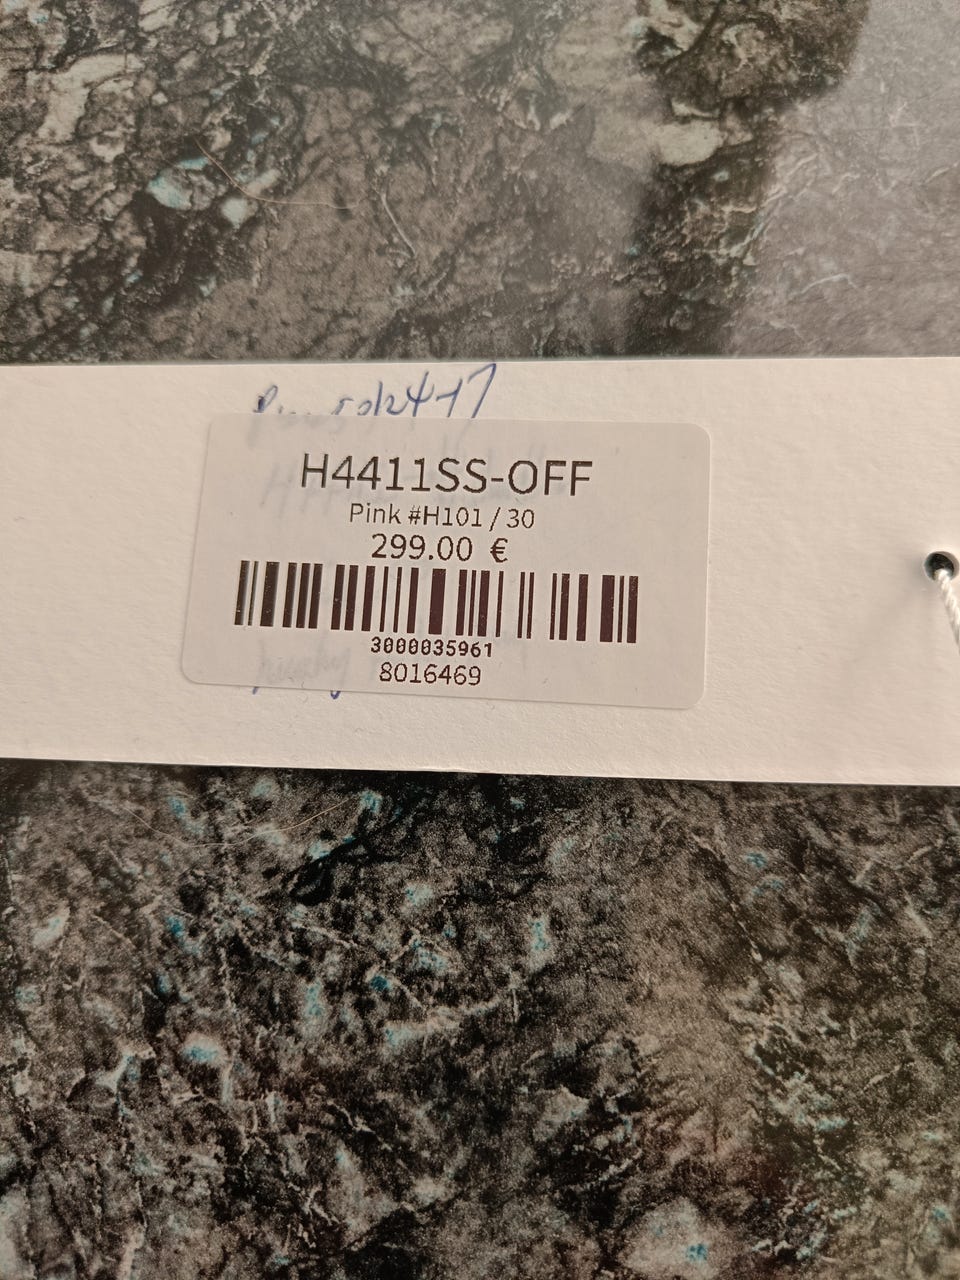 H4411SS-OFF
Pink #H101 / 30
299.00 €
3000035961
8016469